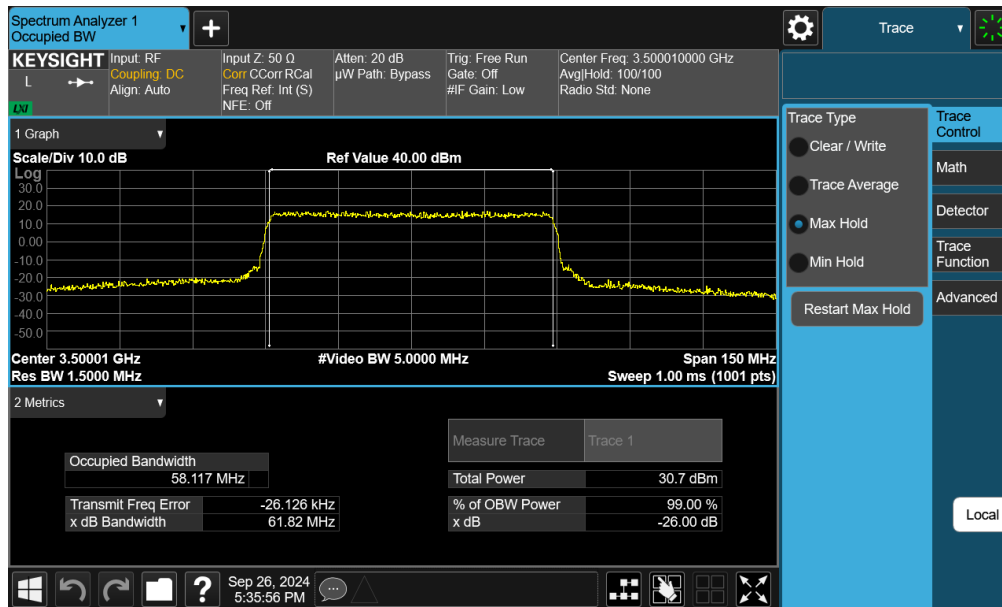 Spectrum Analyzer 1
Occupied BW
+
KEYSIGHT
L
LXI
Input: RF
Coupling: DC
Align: Auto
Input Z: 50 Ω
Corr CCorr RCal
Freq Ref: Int (S)
NFE: Off
Atten: 20 dB
µW Path: Bypass
Trig: Free Run
Gate: Off
#IF Gain: Low
Center Freq: 3.500010000 GHz
Avg|Hold: 100/100
Radio Std: None
1 Graph
Scale/Div 10.0 dB
Ref Value 40.00 dBm
Log
30.0
20.0
10.0
0.00
-10.0
-20.0
-30.0
-40.0
-50.0
Center 3.50001 GHz
#Video BW 5.0000 MHz
Span 150 MHz
Res BW 1.5000 MHz
Sweep 1.00 ms (1001 pts)
2 Metrics
Measure Trace
Trace 1
Occupied Bandwidth
58.117 MHz
Total Power
30.7 dBm
Transmit Freq Error
-26.126 kHz
% of OBW Power
99.00 %
x dB Bandwidth
61.82 MHz
x dB
-26.00 dB
?
Sep 26, 2024
5:35:56 PM
Trace
Trace Type
Clear / Write
Trace Average
Max Hold
Min Hold
Restart Max Hold
Trace
Control
Math
Detector
Trace
Function
Advanced
Local